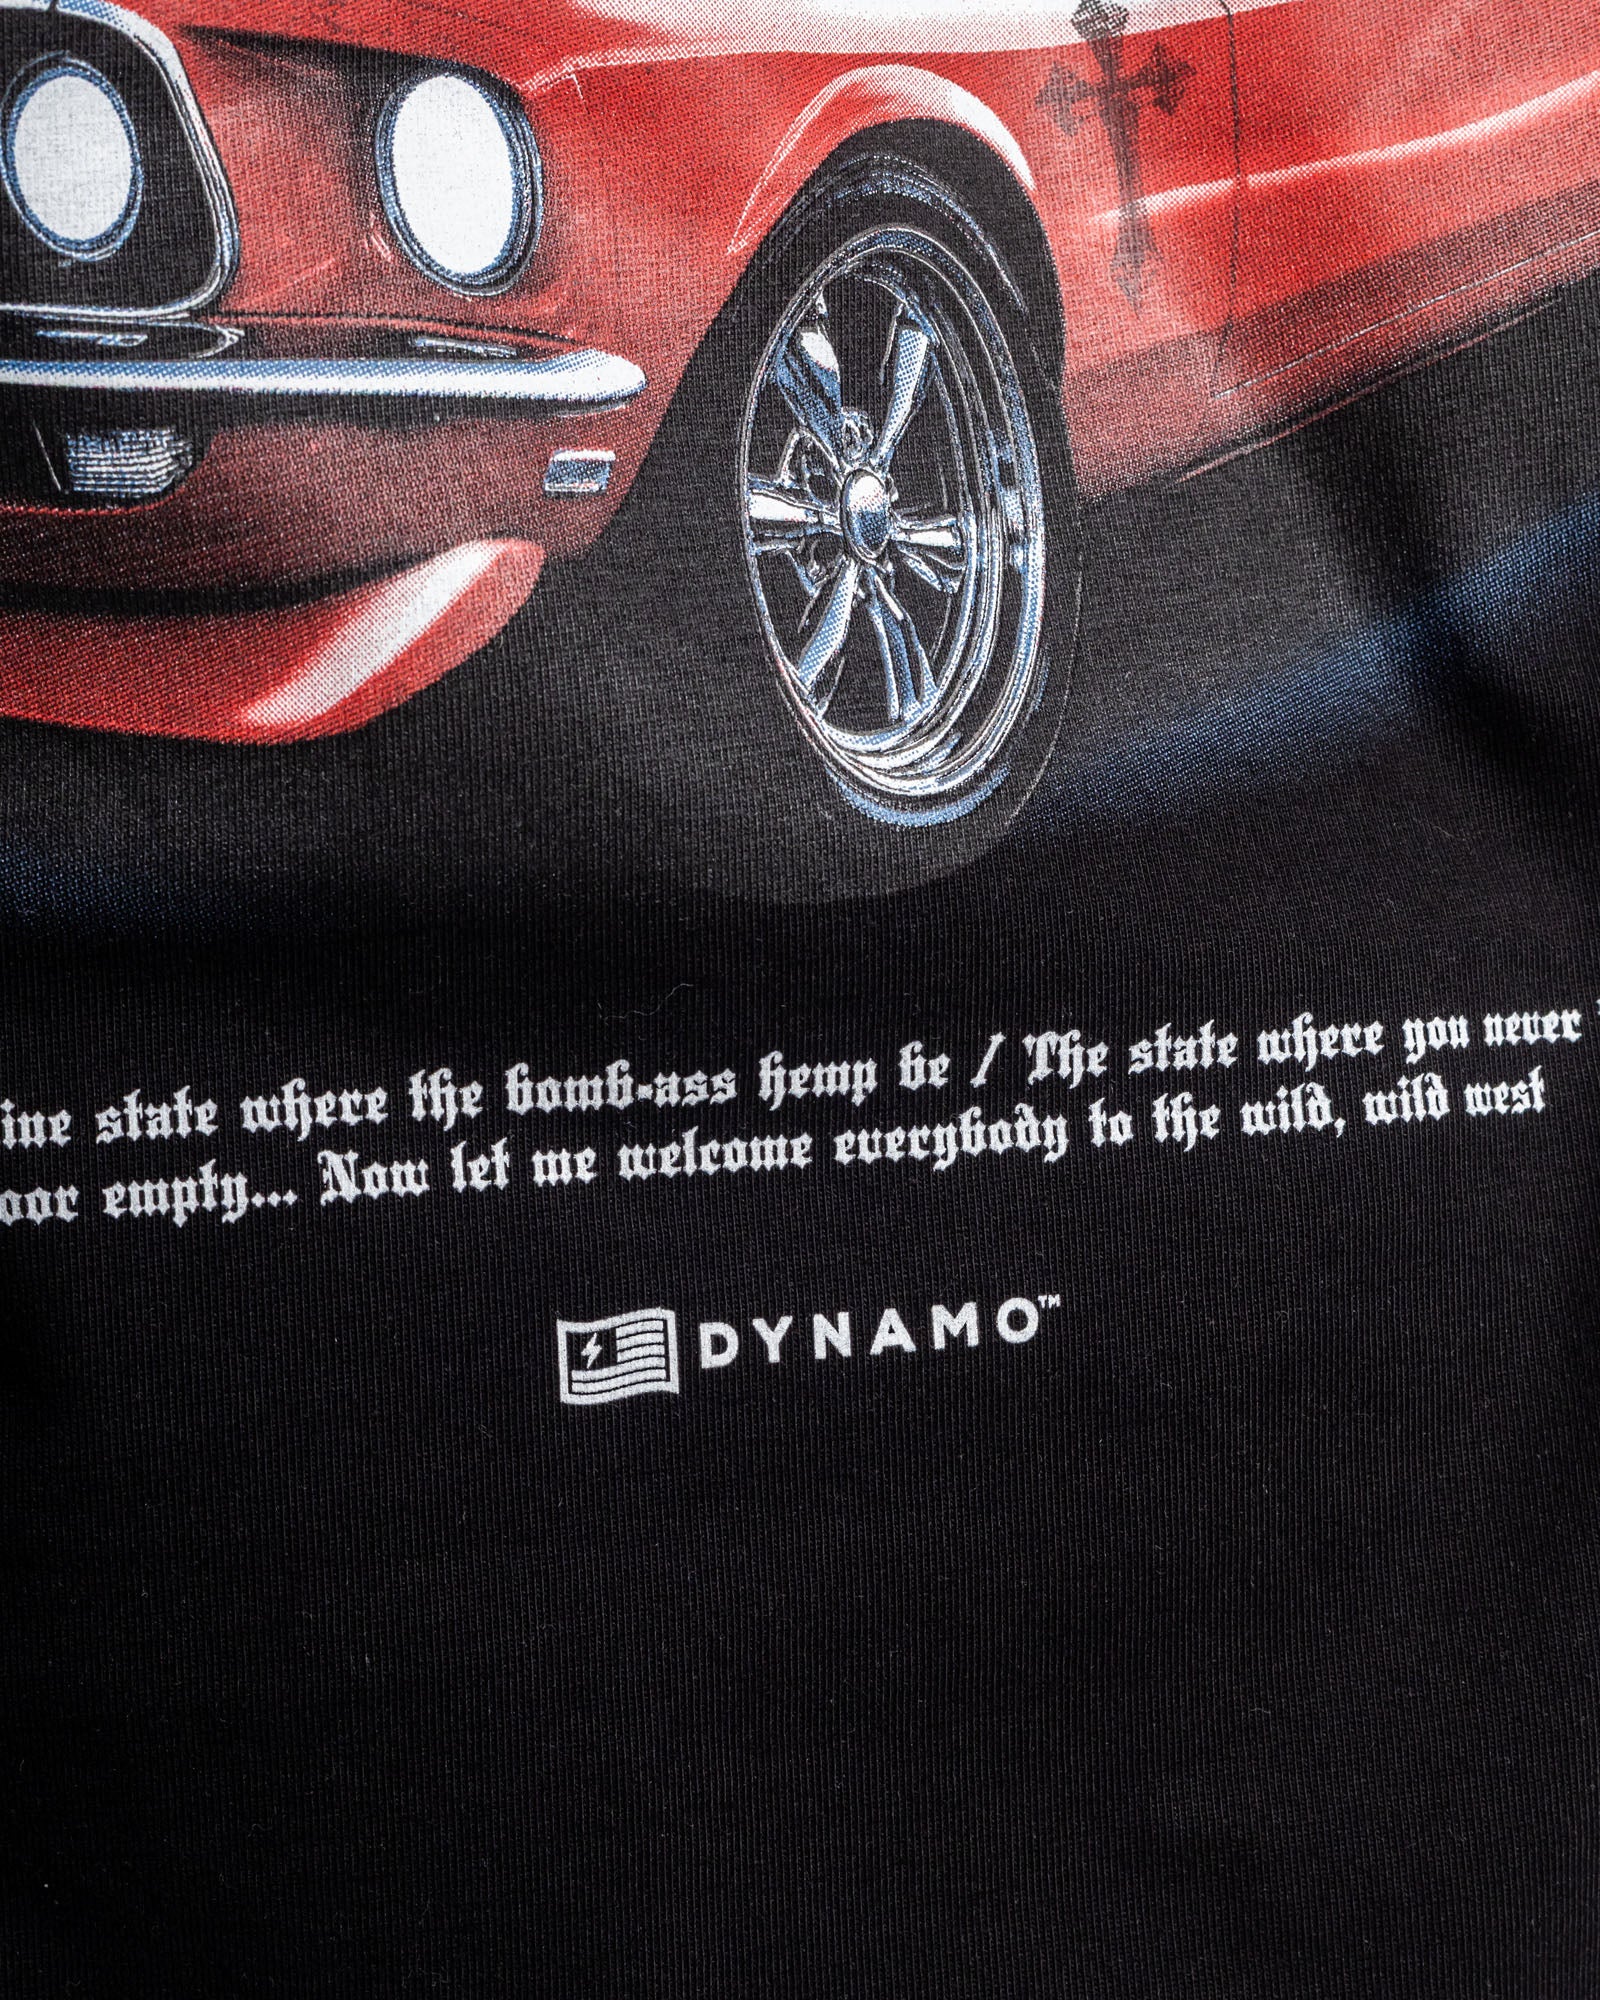 ine state where the bomb-ass hemp be / The state where you never
oor empty... Now let me welcome everybody to the wild, wild west
DYNAMO™